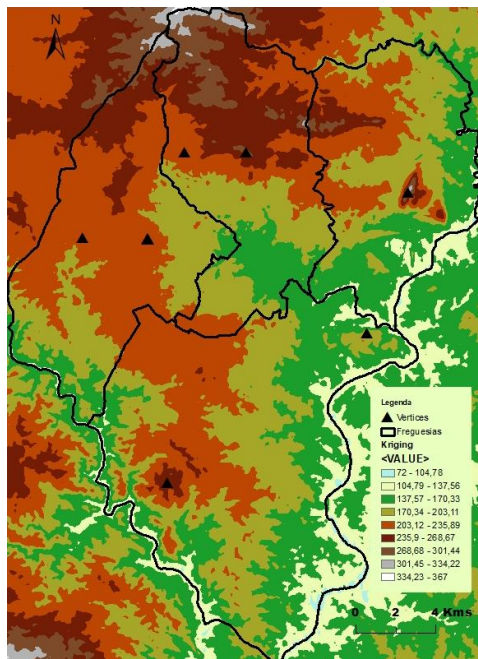 N
Legenda
Vertices
Freguesias
Kriging
<VALUE>
72 - 104,78
104,79 - 137,56
137,57 - 170,33
170,34 - 203,11
203,12 - 235,89
235,9 - 268,67
268,68 - 301,44
301,45 - 334,22
334,23 - 367
0 2 4 Kms